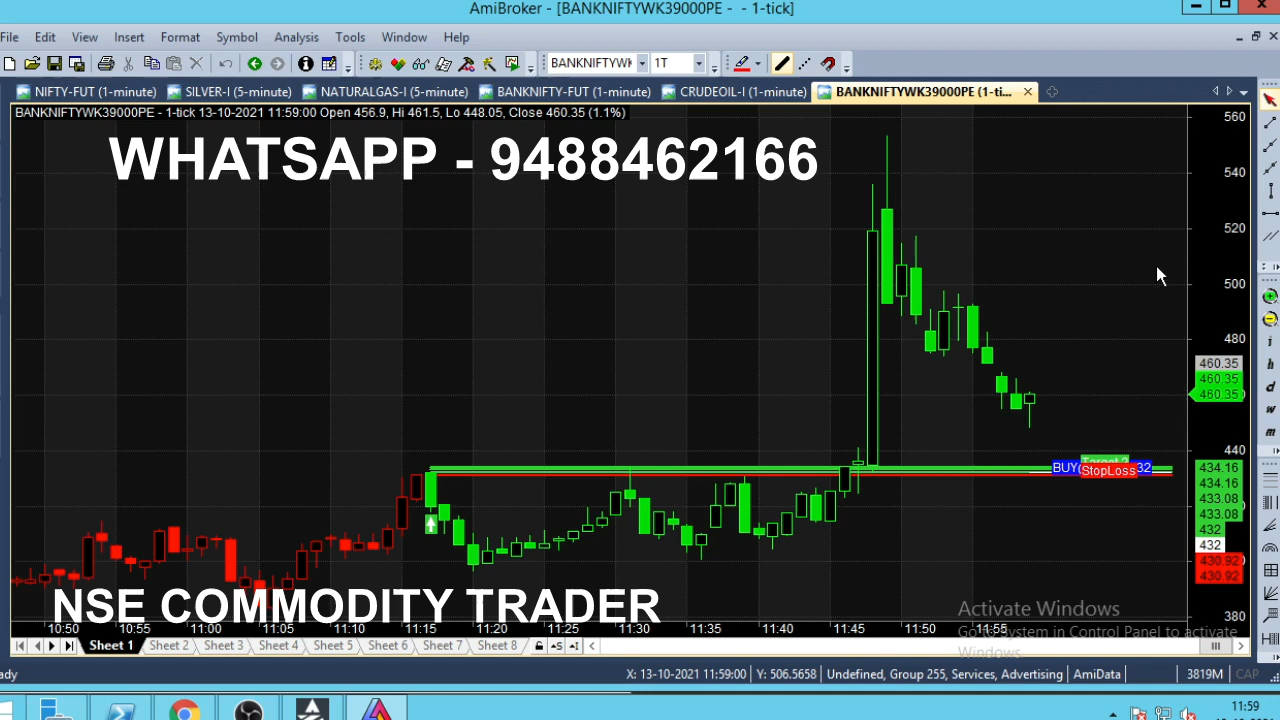 AmiBroker - [BANKNIFTYWK39000PE - - 1-tick]
File Edit View Insert Format Symbol Analysis Tools Window Help
BANKNIFTYWK 1T
NIFTY-FUT (1-minute) SILVER-I (5-minute) NATURALGAS-I (5-minute) BANKNIFTY-FUT (1-minute) CRUDEOIL-I (1-minute) BANKNIFTYWK39000PE (1-ti...
BANKNIFTYWK39000PE - 1-tick 13-10-2021 11:59:00 Open 456.9, Hi 461.5, Lo 448.05, Close 460.35 (1.1%)
WHATSAPP - 9488462166
560
540
520
500
480
460.35
460.35
460.35
440
BUY 32
StopLoss
434.16
434.16
433.08
433.08
432
432
430.92
430.92
380
NSE COMMODITY TRADER
Activate Windows
Go to System in Control Panel to activate
Windows.
10:50 10:55 11:00 11:05 11:10 11:15 11:20 11:25 11:30 11:35 11:40 11:45 11:50 11:55
Sheet 1 Sheet 2 Sheet 3 Sheet 4 Sheet 5 Sheet 6 Sheet 7 Sheet 8
ady X: 13-10-2021 11:59:00 Y: 506.5658 Undefined, Group 255, Services, Advertising AmiData 3819M CAP
11:59